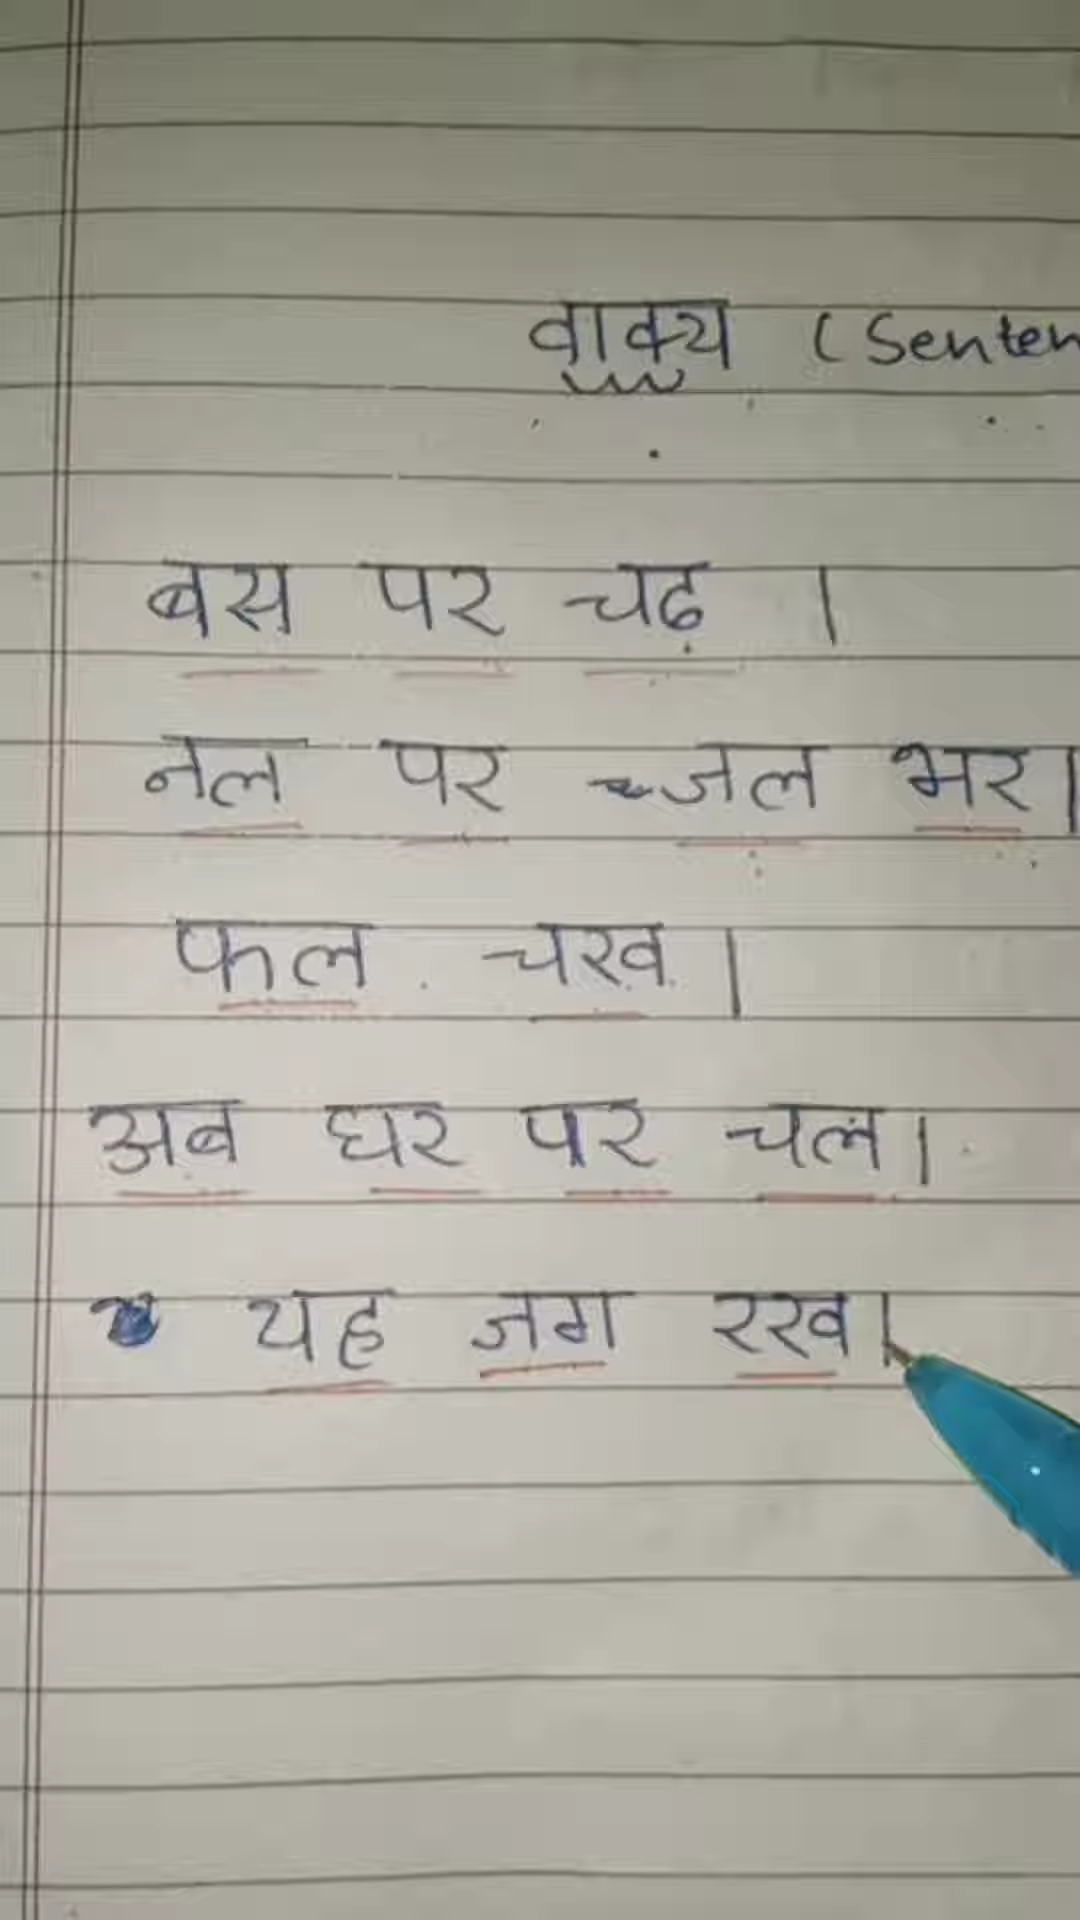 वाक्य (Senten
बस पर चढ़ ।
नल पर जल भर।
फल चख।
अब घर पर चल।
यह जग रख।